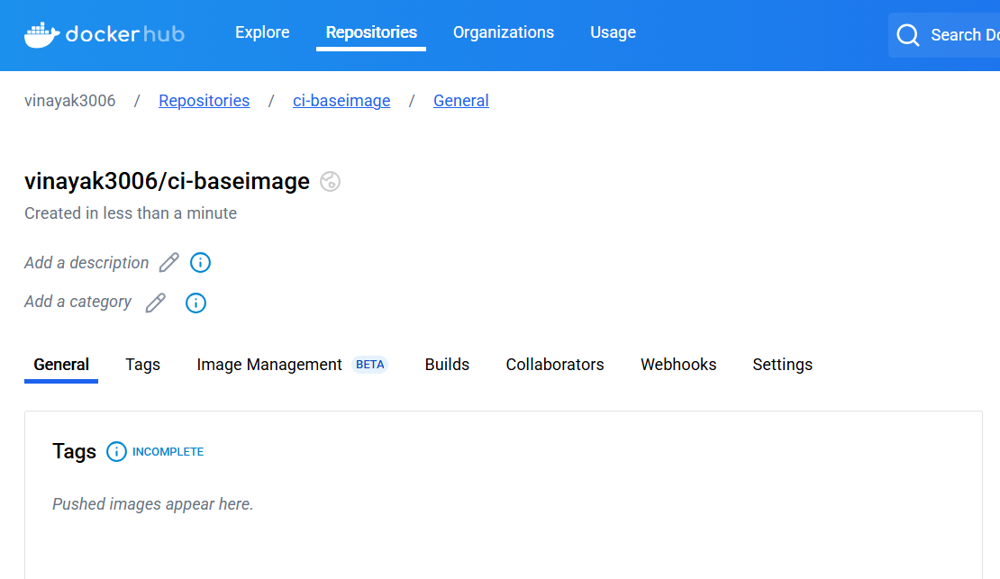 dockerhub Explore Repositories Organizations Usage Search
vinayak3006 / Repositories / ci-baseimage / General
vinayak3006/ci-baseimage
Created in less than a minute
Add a description
Add a category
General Tags Image Management BETA Builds Collaborators Webhooks Settings
Tags INCOMPLETE
Pushed images appear here.